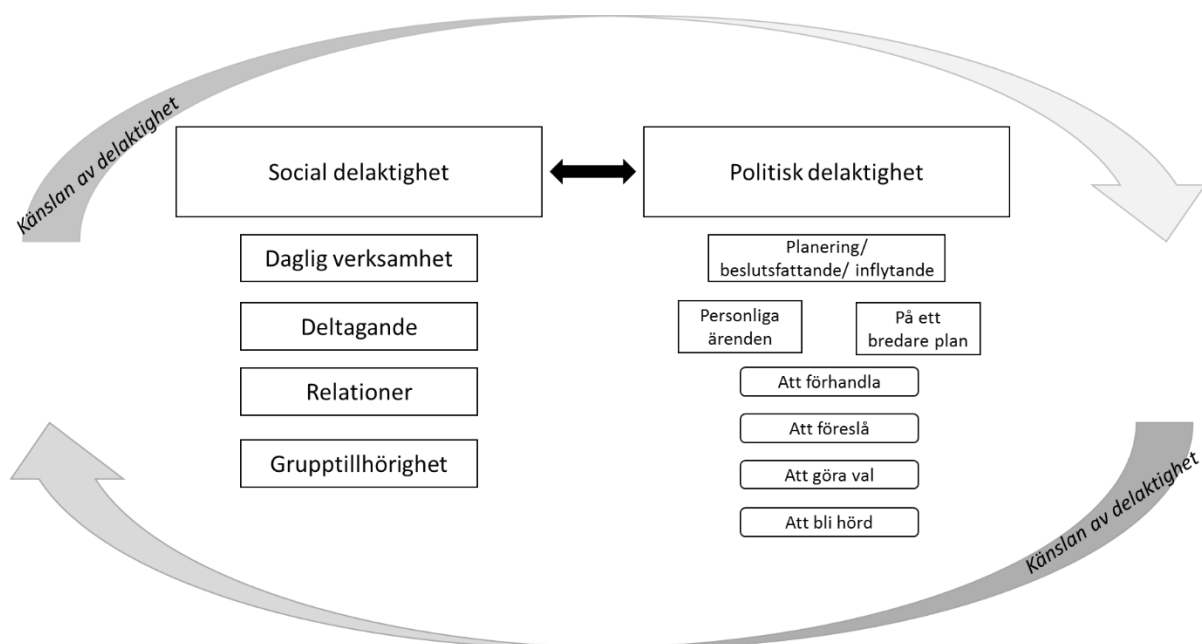 Känslan av delaktighet
Social delaktighet
Politisk delaktighet
Daglig verksamhet
Deltagande
Relationer
Grupptillhörighet
Planering/
beslutsfattande/ inflytande
Personliga
ärenden
På ett
bredare plan
Att förhandla
Att föreslå
Att göra val
Att bli hörd
Känslan av delaktighet